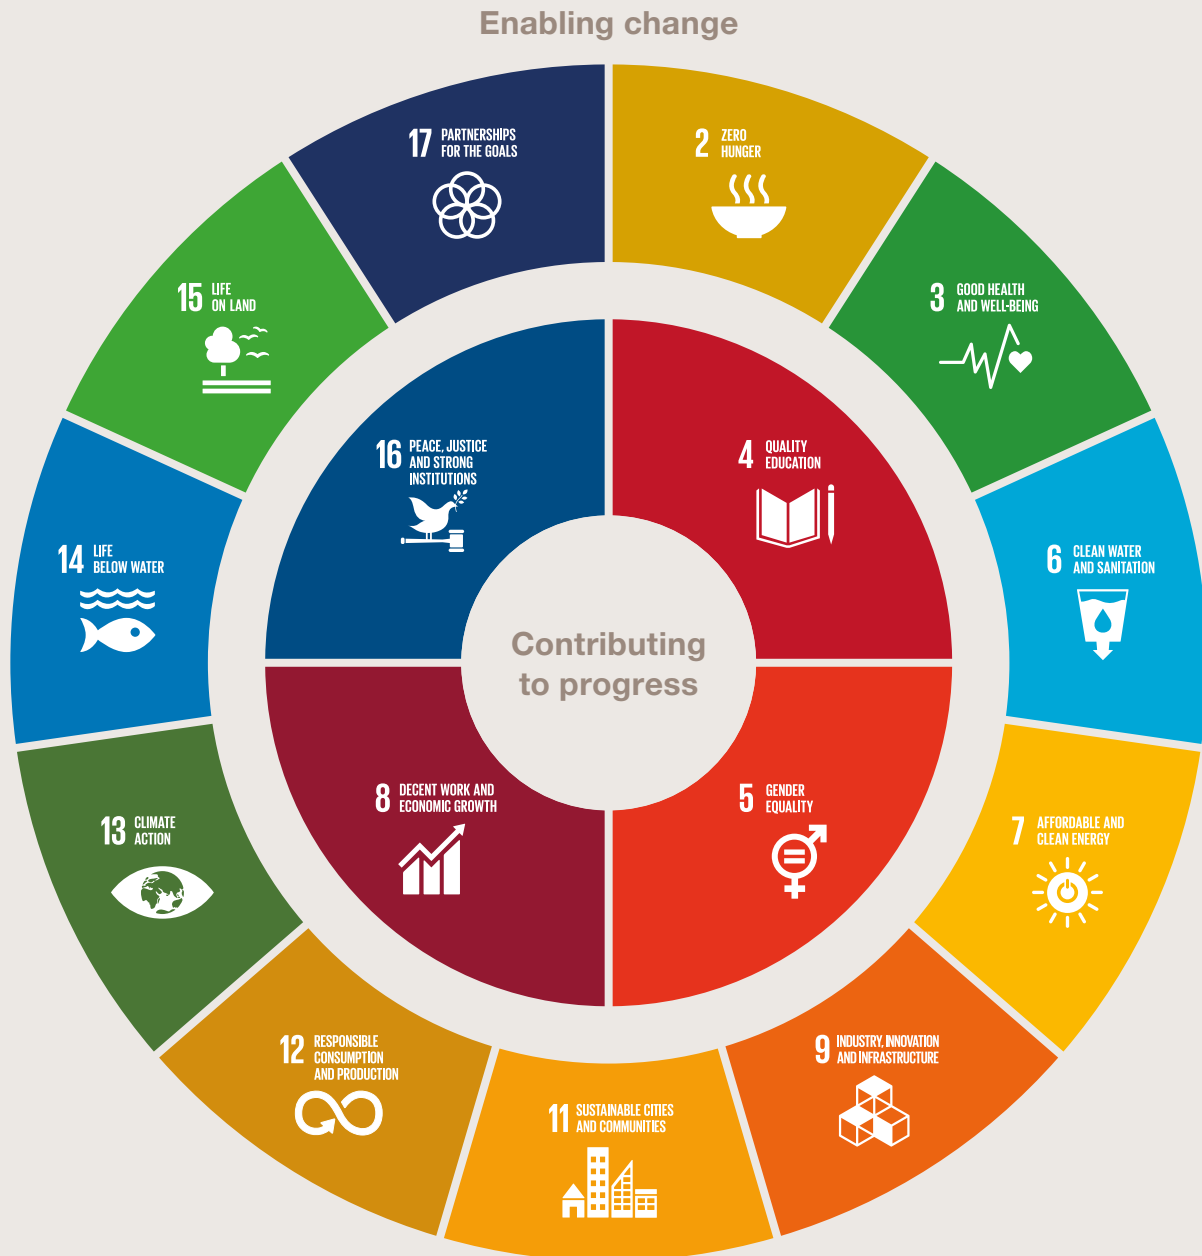 Enabling change
17 PARTNERSHIPS
FOR THE GOALS
2 ZERO
HUNGER
3 GOOD HEALTH
AND WELL-BEING
6 CLEAN WATER
AND SANITATION
7 AFFORDABLE AND
CLEAN ENERGY
9 INDUSTRY, INNOVATION
AND INFRASTRUCTURE
11 SUSTAINABLE CITIES
AND COMMUNITIES
12 RESPONSIBLE
CONSUMPTION
AND PRODUCTION
13 CLIMATE
ACTION
14 LIFE
BELOW WATER
15 LIFE
ON LAND
16 PEACE, JUSTICE
AND STRONG
INSTITUTIONS
4 QUALITY
EDUCATION
5 GENDER
EQUALITY
8 DECENT WORK AND
ECONOMIC GROWTH
Contributing
to progress